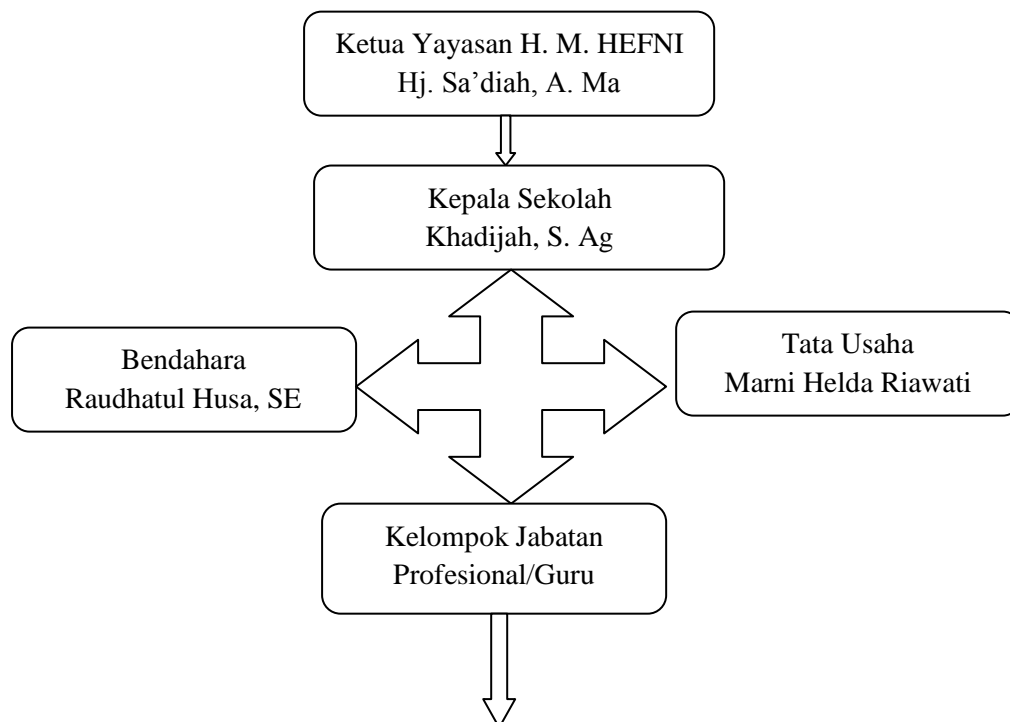 Ketua Yayasan H. M. HEFNI
Hj. Sa’diah, A. Ma
Kepala Sekolah
Khadijah, S. Ag
Bendahara
Raudhatul Husa, SE
Tata Usaha
Marni Helda Riawati
Kelompok Jabatan
Profesional/Guru